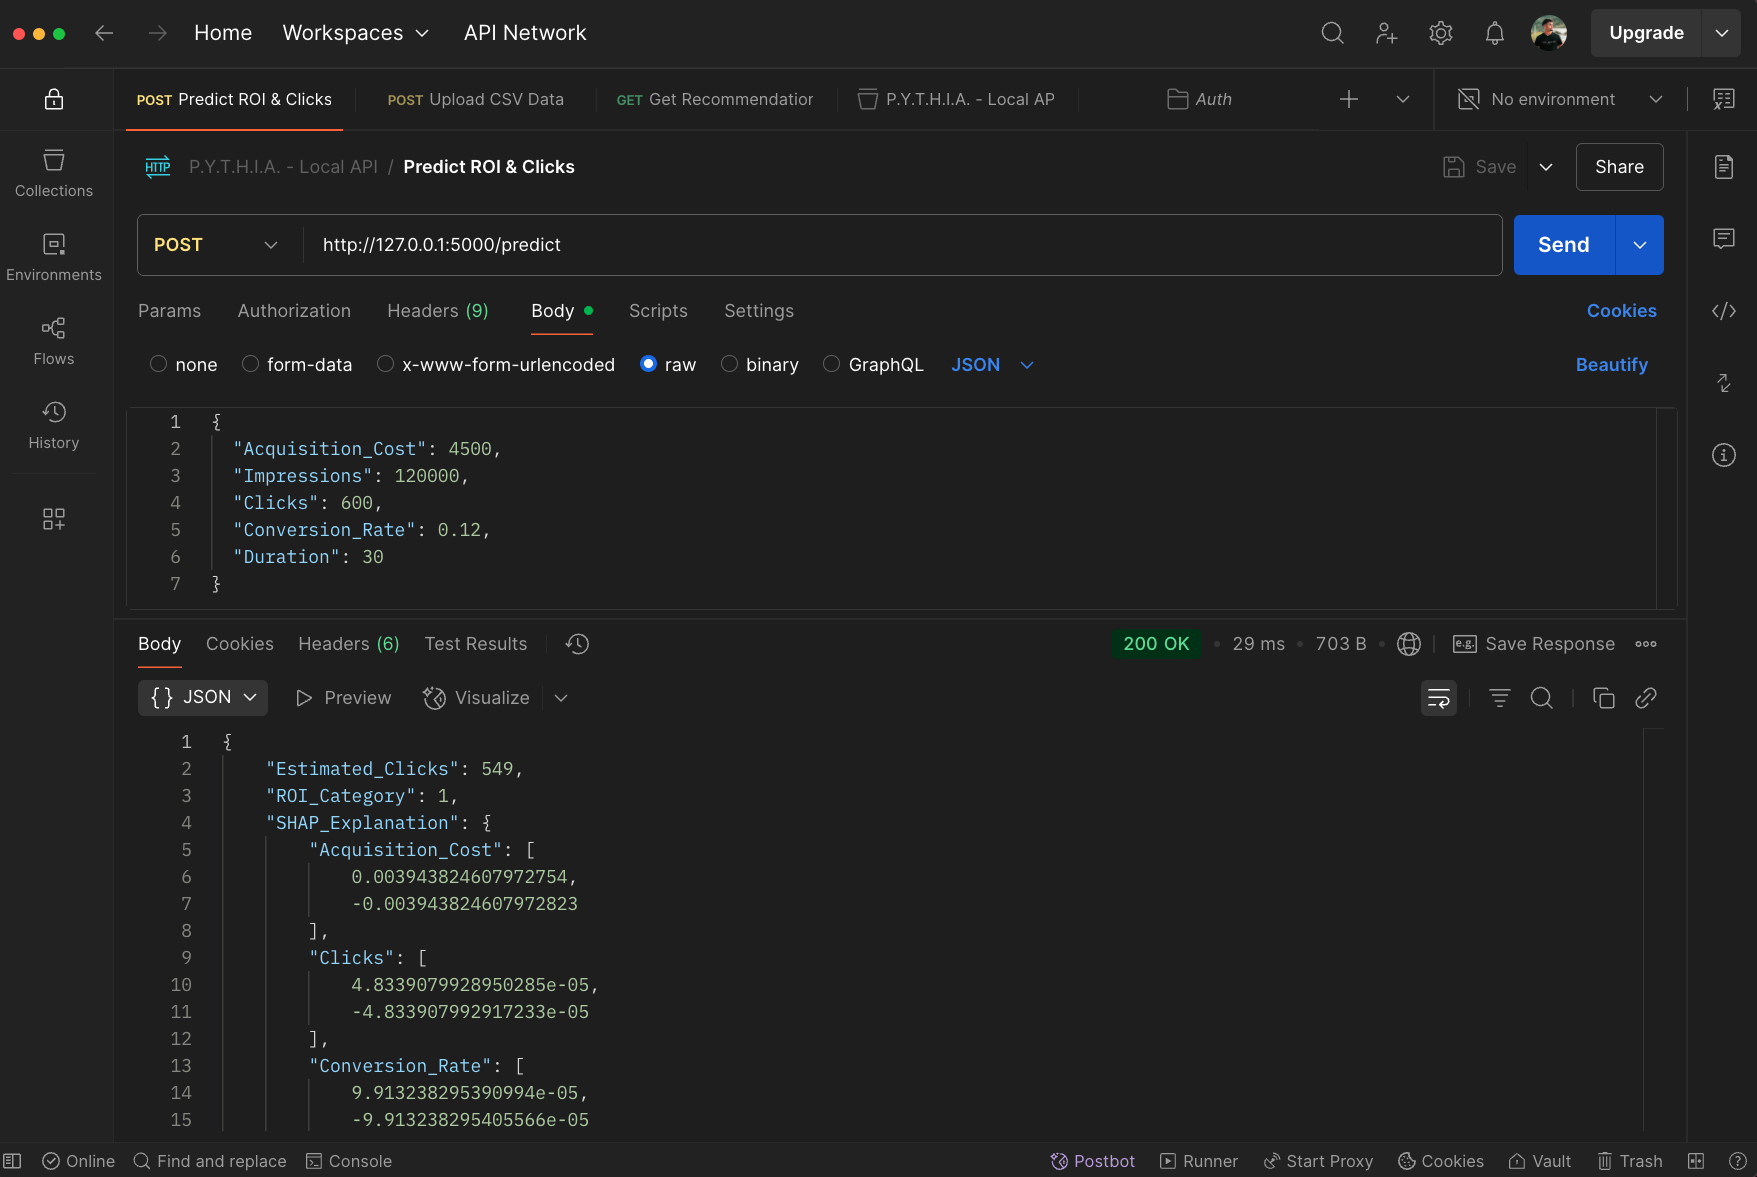 Home Workspaces API Network Upgrade
POST Predict ROI & Clicks POST Upload CSV Data GET Get Recommendatior P.Y.T.H.I.A. - Local AP Auth No environment
Collections
Environments
Flows
History
HTTP P.Y.T.H.I.A. - Local API / Predict ROI & Clicks Save Share
POST http://127.0.0.1:5000/predict Send
Params Authorization Headers (9) Body Scripts Settings Cookies
none form-data x-www-form-urlencoded raw binary GraphQL JSON Beautify
1 {
2 "Acquisition_Cost": 4500,
3 "Impressions": 120000,
4 "Clicks": 600,
5 "Conversion_Rate": 0.12,
6 "Duration": 30
7 }
Body Cookies Headers (6) Test Results 200 OK • 29 ms • 703 B • e.g. Save Response
{} JSON Preview Visualize
1 {
2 "Estimated_Clicks": 549,
3 "ROI_Category": 1,
4 "SHAP_Explanation": {
5 "Acquisition_Cost": [
6 0.003943824607972754,
7 -0.003943824607972823
8 ],
9 "Clicks": [
10 4.8339079928950285e-05,
11 -4.833907992917233e-05
12 ],
13 "Conversion_Rate": [
14 9.913238295390994e-05,
15 -9.913238295405566e-05
Online Find and replace Console Postbot Runner Start Proxy Cookies Vault Trash